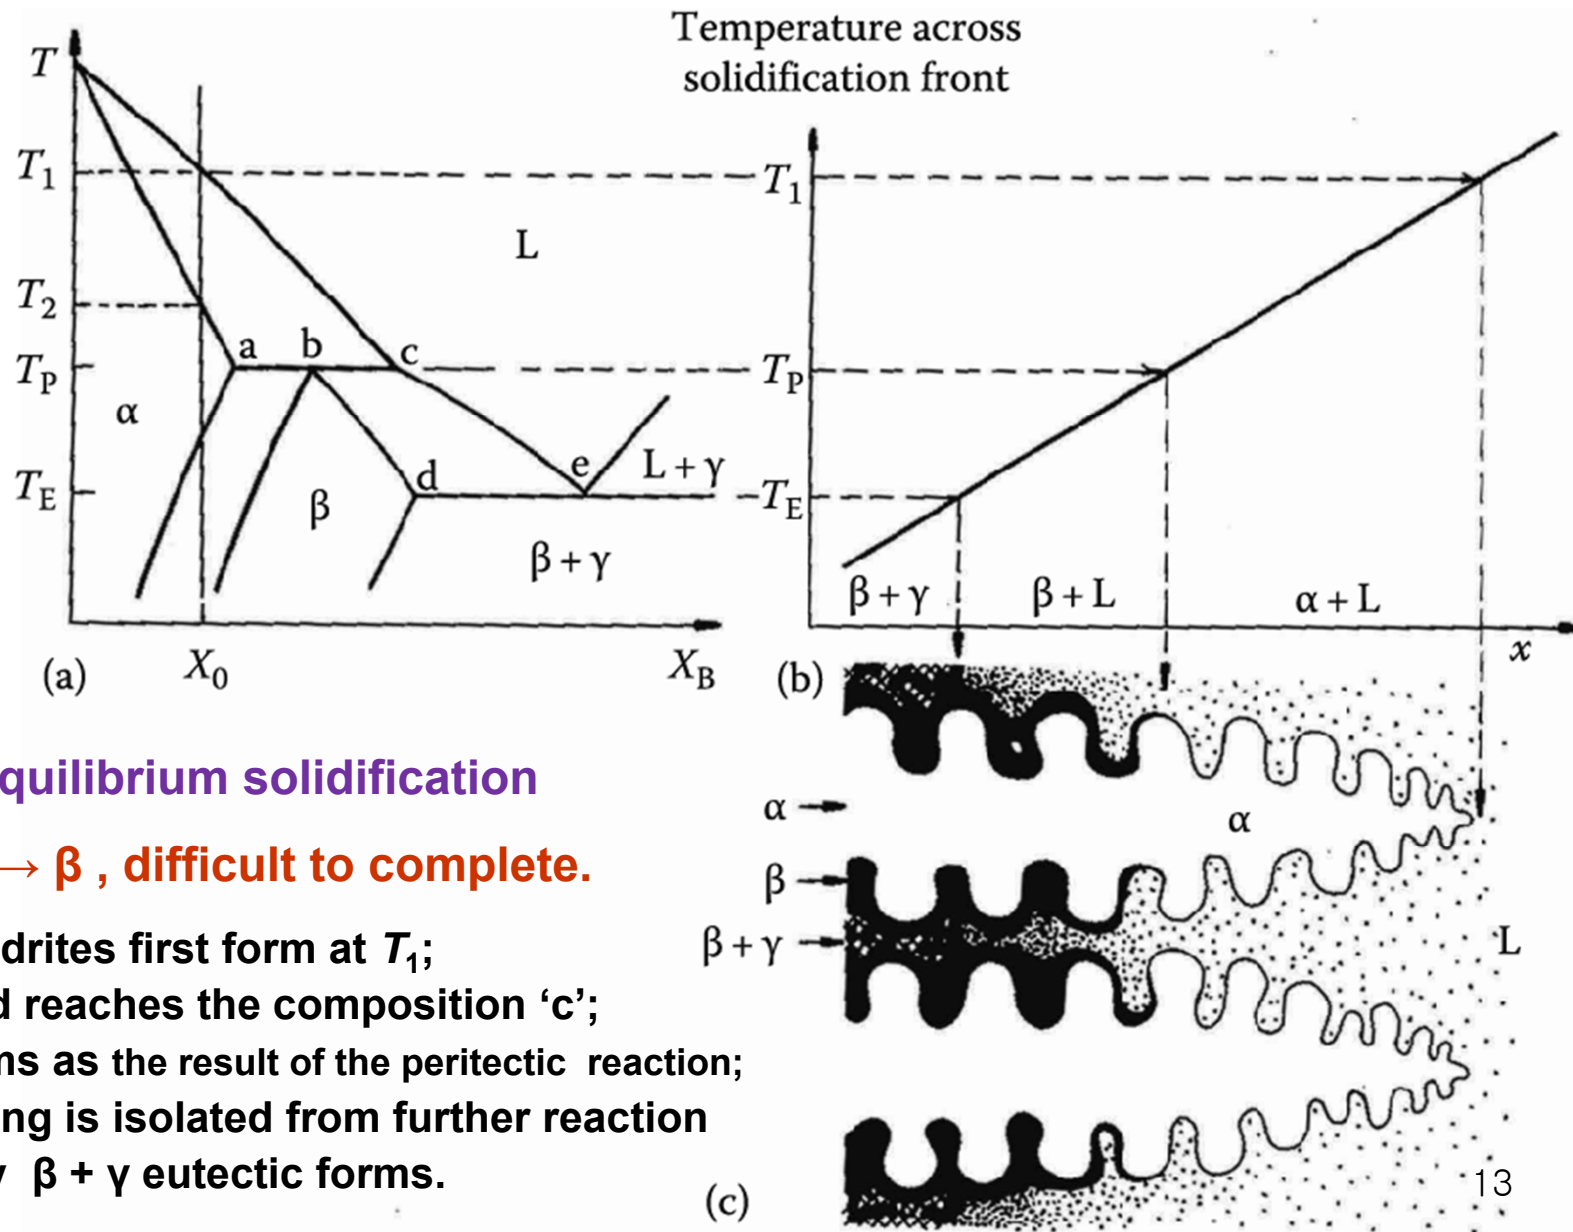 Temperature across
solidification front
T
T1
T2
TP
TE
a
b
c
d
e
L
α
β
L + γ
β + γ
(a)
X0
XB
T1
TP
TE
β + γ
β + L
α + L
x
(b)
quilibrium solidification
→ β , difficult to complete.
drites first form at T1;
d reaches the composition ‘c’;
ms as the result of the peritectic reaction;
ng is isolated from further reaction
β + γ eutectic forms.
α
α
β
β + γ
L
(c)
13